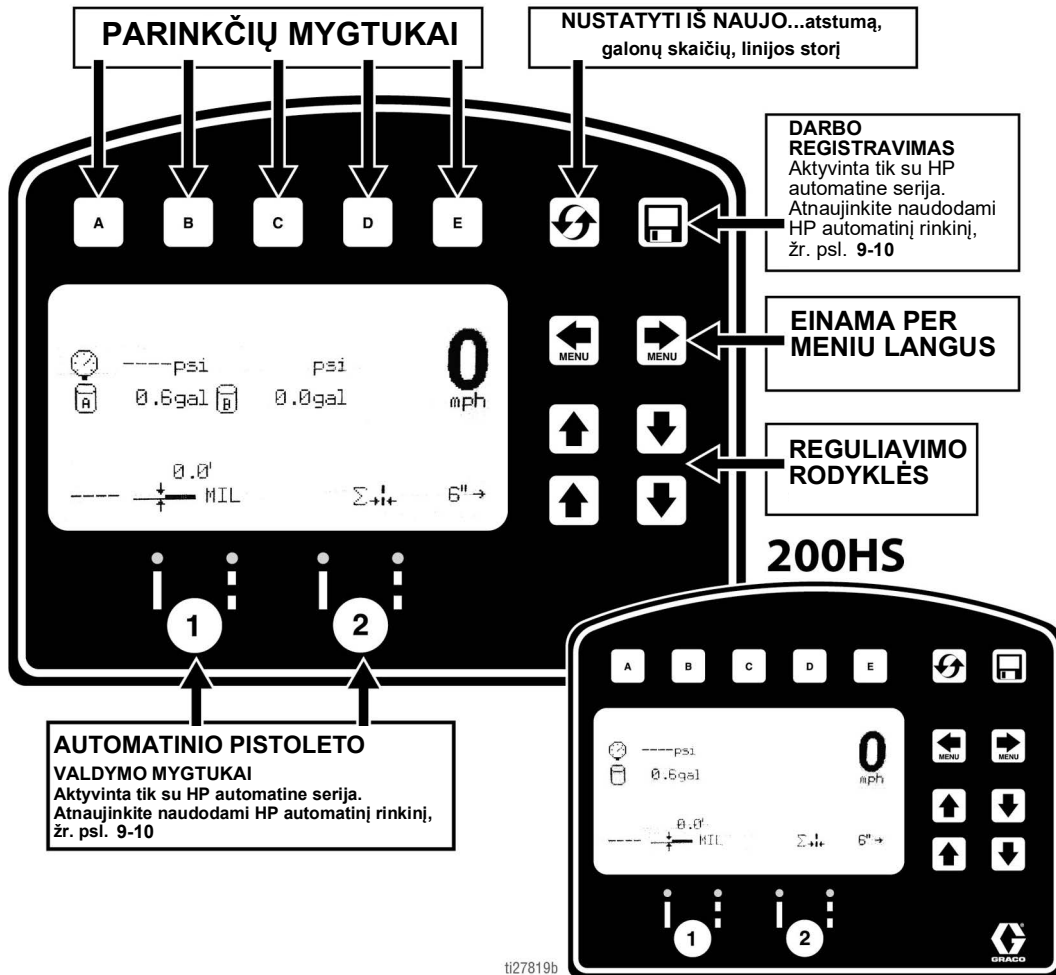 PARINKČIŲ MYGTUKAI
NUSTATYTI IŠ NAUJO...atstumą,
galonų skaičių, linijos storį
DARBO
REGISTRAVIMAS
Aktyvinta tik su HP
automatine serija.
Atnaujinkite naudodami
HP automatinį rinkinį,
žr. psl. 9-10
A B C D E
----psi psi
0
A 0.6gal B 0.0gal mph
0.0'
---- MIL Σ 6"→
MENU MENU
EINAMA PER
MENIU LANGUS
REGULIAVIMO
RODYKLĖS
1 2
AUTOMATINIO PISTOLETO
VALDYMO MYGTUKAI
Aktyvinta tik su HP automatine serija.
Atnaujinkite naudodami HP automatinį rinkinį,
žr. psl. 9-10
200HS
A B C D E
----psi
0
0.6gal mph
0.0'
---- MIL Σ 6"→
MENU MENU
1 2
GRACO
ti27819b